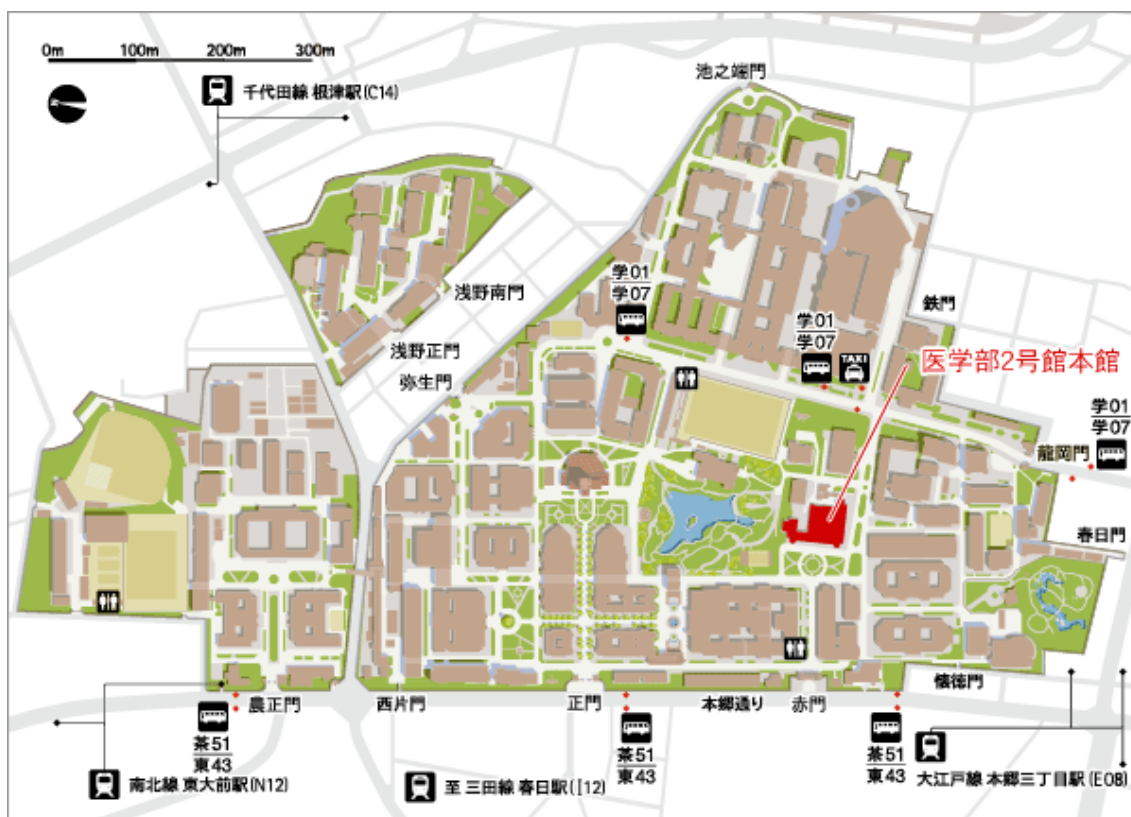 0m 100m 200m 300m
千代田線 根津駅(C14)
池之端門
浅野南門
学01
学07
学01
学07
TAXI
鉄門
浅野正門
弥生門
医学部2号館本館
学01
学07
龍岡門
春日門
農正門
西片門
正門
本郷通り
赤門
懐徳門
茶51
東43
茶51
東43
茶51
東43
南北線 東大前駅(N12)
至 三田線 春日駅(I12)
大江戸線 本郷三丁目駅(E08)